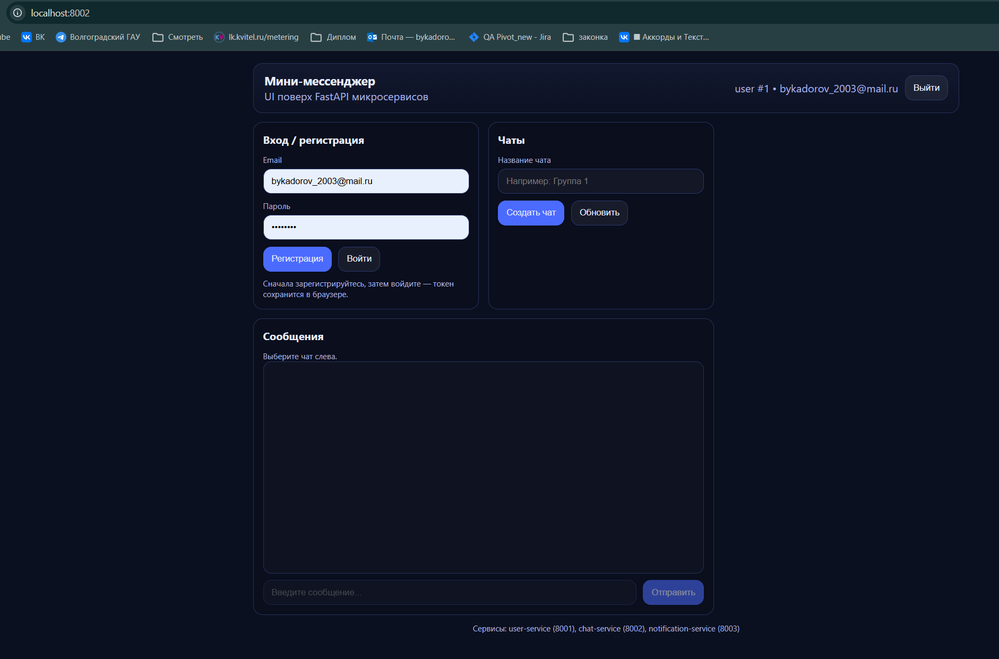 localhost:8002
ube
ВК
Волгоградский ГАУ
Смотреть
lk.kvitel.ru/metering
Диплом
Почта — bykadoro...
QA Pivot_new - Jira
законка
Аккорды и Текст...
Мини-мессенджер
UI поверх FastAPI микросервисов
user #1 • bykadorov_2003@mail.ru
Выйти
Вход / регистрация
Email
bykadorov_2003@mail.ru
Пароль
••••••••
Регистрация
Войти
Сначала зарегистрируйтесь, затем войдите — токен
сохранится в браузере.
Чаты
Название чата
Например: Группа 1
Создать чат
Обновить
Сообщения
Выберите чат слева.
Введите сообщение...
Отправить
Сервисы: user-service (8001), chat-service (8002), notification-service (8003)